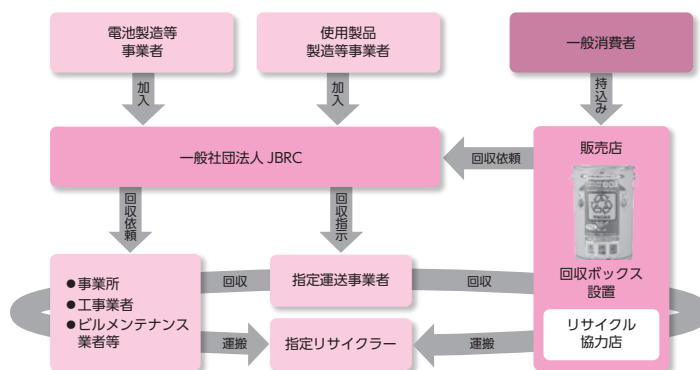 電池製造等
事業者
使用製品
製造等事業者
一般消費者
加入
加入
持込み
一般社団法人 JBRC
回収依頼
販売店
回収依頼
回収指示
回収ボックス
設置
●事業所
●工事業者
●ビルメンテナンス
業者等
回収
指定運送事業者
回収
運搬
指定リサイクラー
運搬
リサイクル
協力店